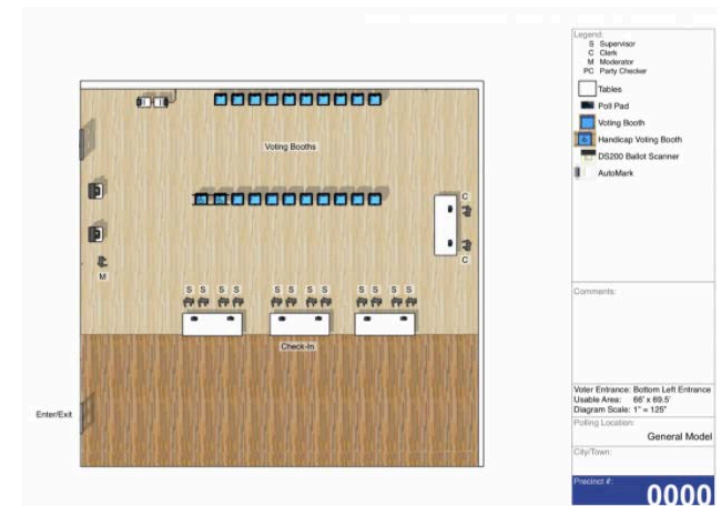 Legend:
S Supervisor
C Clerk
M Moderator
PC Party Checker
Tables
Poll Pad
Voting Booth
Handicap Voting Booth
DS200 Ballot Scanner
AutoMark
Voting Booths
C
C
M
S S S S S S S S S S S S
Check-In
Enter/Exit
Comments:
Voter Entrance: Bottom Left Entrance
Usable Area: 66' x 69.5'
Diagram Scale: 1" = 125"
Polling Location:
General Model
City/Town:
Precinct #:
0000